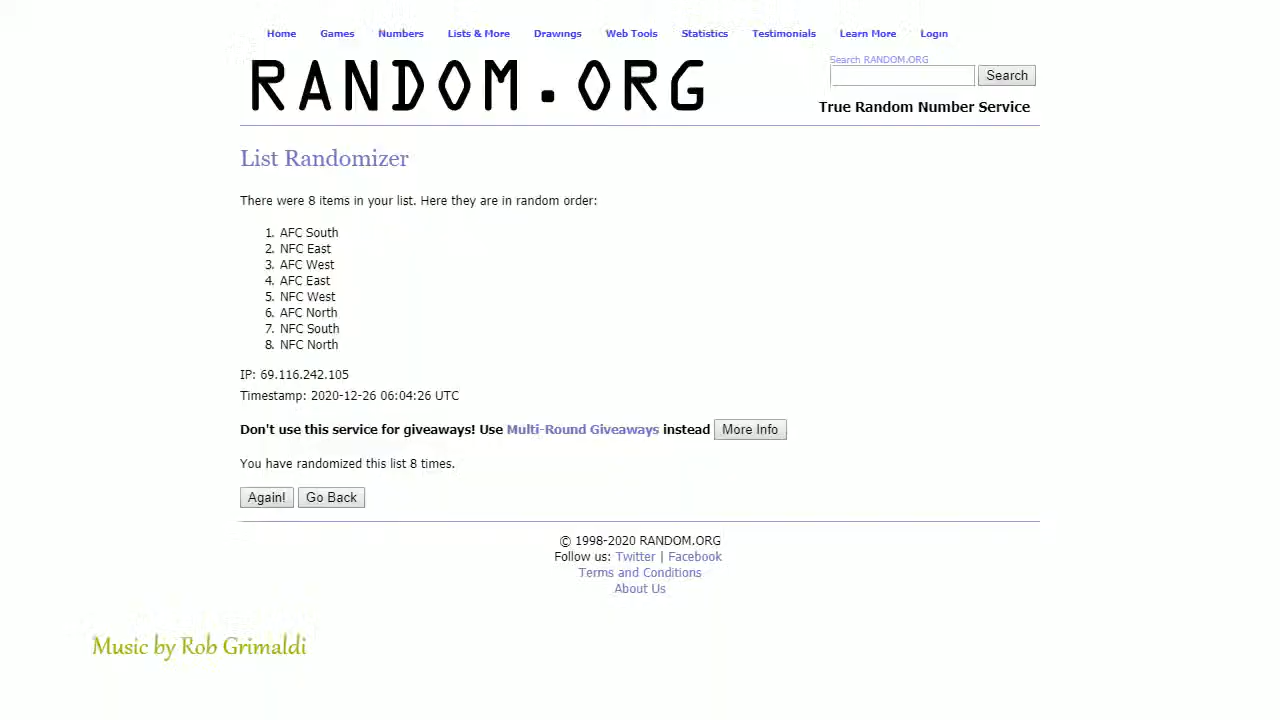 Home Games Numbers Lists & More Drawings Web Tools Statistics Testimonials Learn More Login
RANDOM.ORG
Search RANDOM.ORG
Search
True Random Number Service
List Randomizer
There were 8 items in your list. Here they are in random order:
1. AFC South
2. NFC East
3. AFC West
4. AFC East
5. NFC West
6. AFC North
7. NFC South
8. NFC North
IP: 69.116.242.105
Timestamp: 2020-12-26 06:04:26 UTC
Don't use this service for giveaways! Use Multi-Round Giveaways instead More Info
You have randomized this list 8 times.
Again! Go Back
© 1998-2020 RANDOM.ORG
Follow us: Twitter | Facebook
Terms and Conditions
About Us
Music by Rob Grimaldi